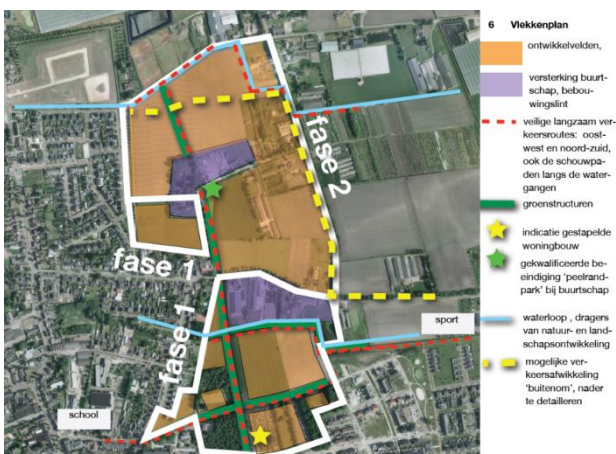 6 Vlekkenplan
ontwikkelvelden,
versterking buurt-
schap, bebou-
wingslint
veilige langzaam ver-
keersroutes: oost-
west en noord-zuid,
ook de schouwpa-
den langs de water-
gangen
groenstructuren
indicatie gestapelde
woningbouw
gekwalificeerde be-
eindiging 'peelrand-
park' bij buurtschap
waterloop , dragers
van natuur- en land-
schapsontwikkeling
mogelijke ver-
keersafwikkeling
'buitenom', nader
te detailleren
fase 2
fase 1
fase 1
sport
school